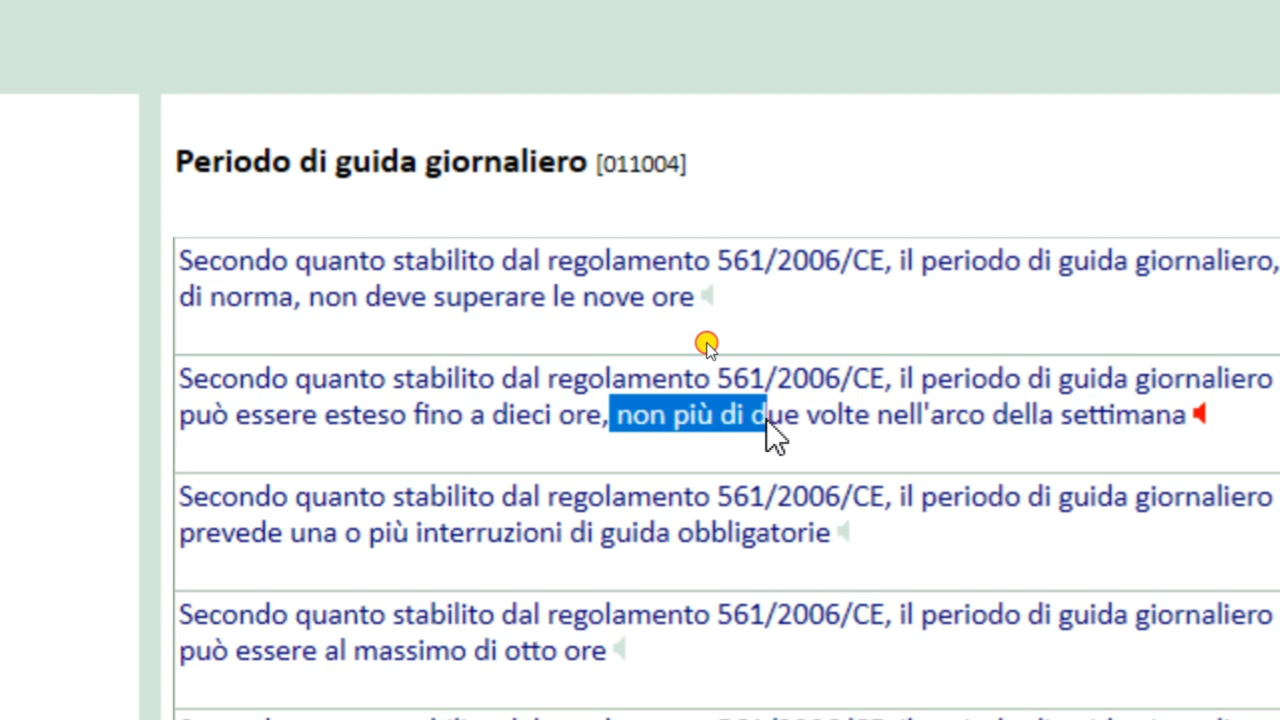 Periodo di guida giornaliero [011004]
Secondo quanto stabilito dal regolamento 561/2006/CE, il periodo di guida giornaliero,
di norma, non deve superare le nove ore
Secondo quanto stabilito dal regolamento 561/2006/CE, il periodo di guida giornaliero
può essere esteso fino a dieci ore, non più di due volte nell'arco della settimana
Secondo quanto stabilito dal regolamento 561/2006/CE, il periodo di guida giornaliero
prevede una o più interruzioni di guida obbligatorie
Secondo quanto stabilito dal regolamento 561/2006/CE, il periodo di guida giornaliero
può essere al massimo di otto ore